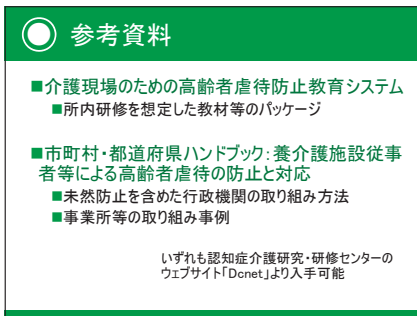 参考資料
■介護現場のための高齢者虐待防止教育システム
■所内研修を想定した教材等のパッケージ
■市町村・都道府県ハンドブック：養介護施設従事
者等による高齢者虐待の防止と対応
■未然防止を含めた行政機関の取り組み方法
■事業所等の取り組み事例
いずれも認知症介護研究・研修センターの
ウェブサイト「Dcnet」より入手可能